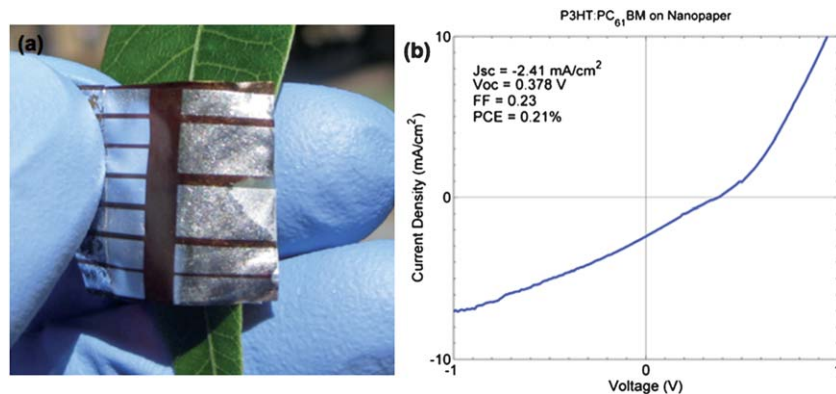 (a)
(b)
P3HT:PC₆₁BM on Nanopaper
Jsc = -2.41 mA/cm²
Voc = 0.378 V
FF = 0.23
PCE = 0.21%
Current Density (mA/cm²)
10
0
-10
-1
0
1
Voltage (V)